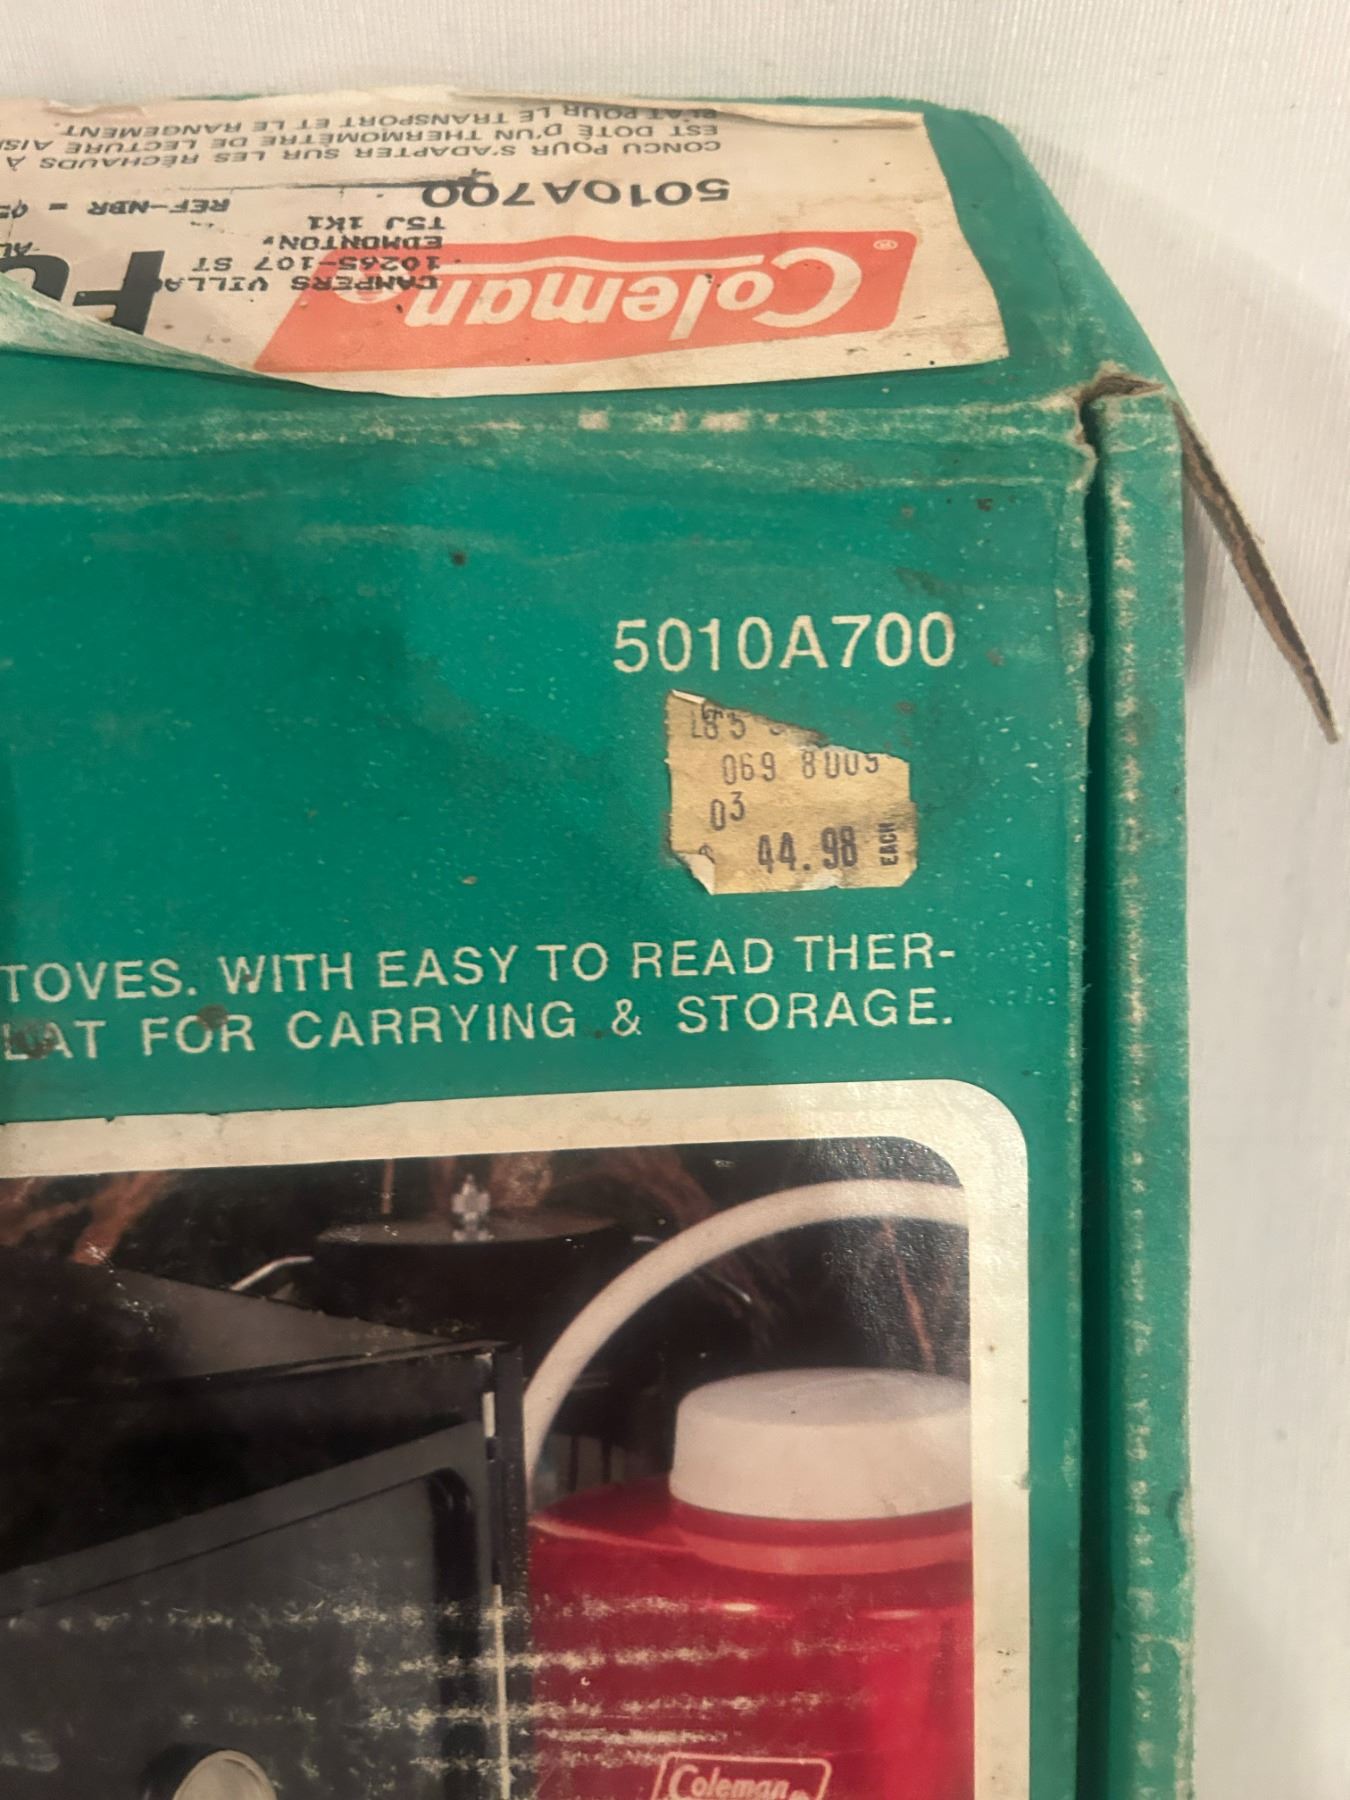 PLAT POUR LE TRANSPORT ET LE RANGEMENT.
EST DOTÉ D'UN THERMOMÈTRE DE LECTURE
CONCU POUR S'ADAPTER SUR LES RÉCHAUDS À
5010A700
REF-NBR =
T5J 1K1
EDMONTON,
10265-107 ST
CAMPERS VILLA
Coleman®
5010A700
069 8005
03
44.98 EACH
TOVES. WITH EASY TO READ THER-
LAT FOR CARRYING & STORAGE.
Coleman